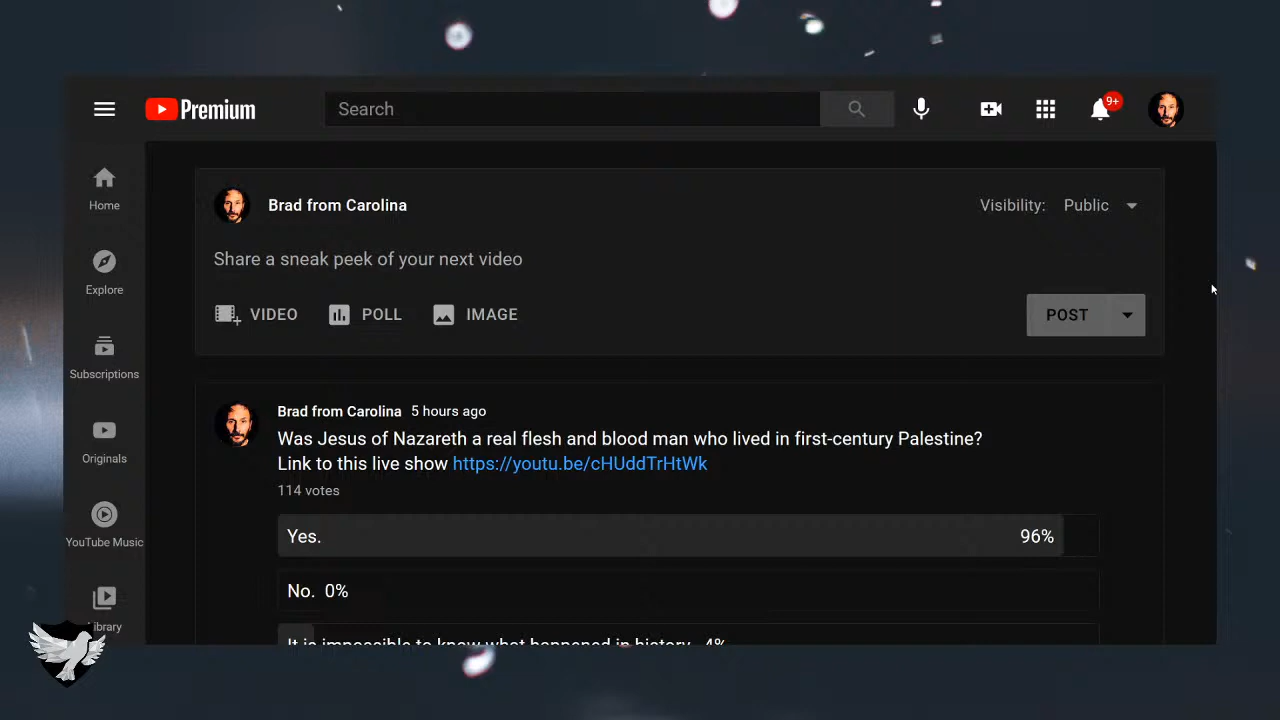 Premium
Search
9+
Home
Explore
Subscriptions
Originals
YouTube Music
Library
Brad from Carolina
Visibility: Public
Share a sneak peek of your next video
VIDEO POLL IMAGE
POST
Brad from Carolina 5 hours ago
Was Jesus of Nazareth a real flesh and blood man who lived in first-century Palestine?
Link to this live show https://youtu.be/cHUddTrHtWk
114 votes
Yes. 96%
No. 0%
It is impossible to know what happened in history. 4%